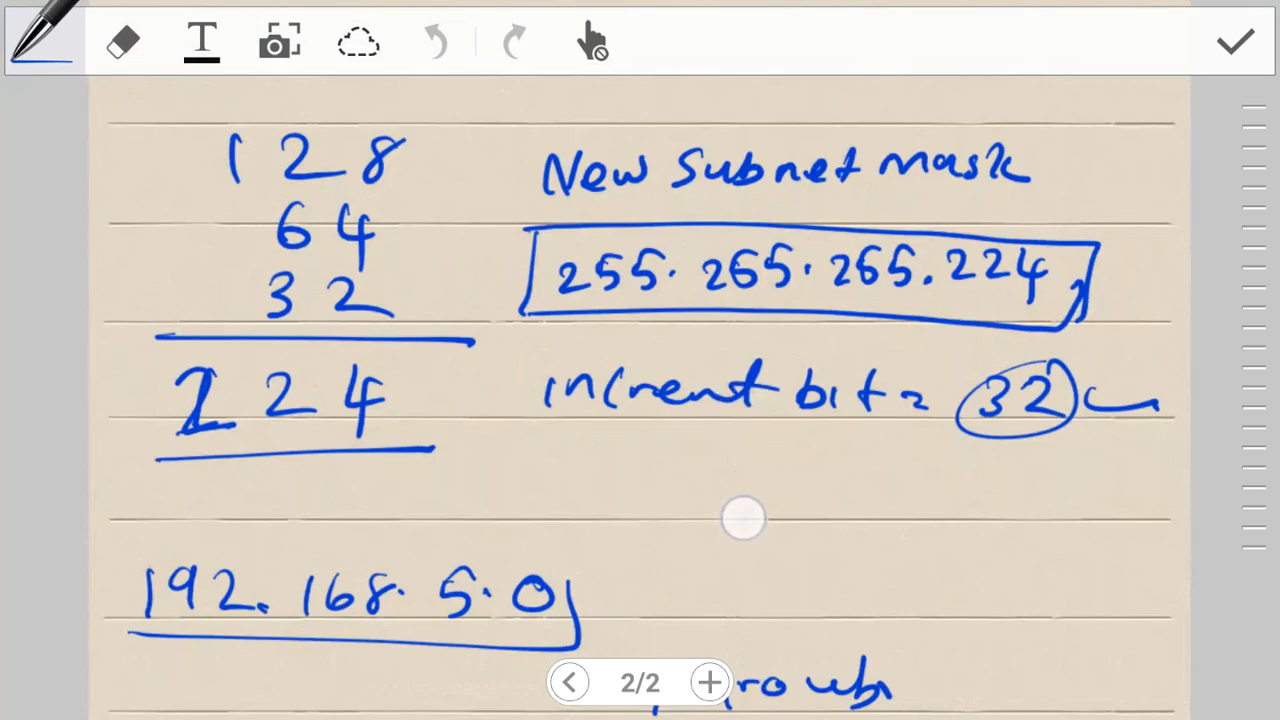 T
128
64
32
224
New Subnet mask
255.265.265.224
increment bit = 32
192.168.5.0
2/2